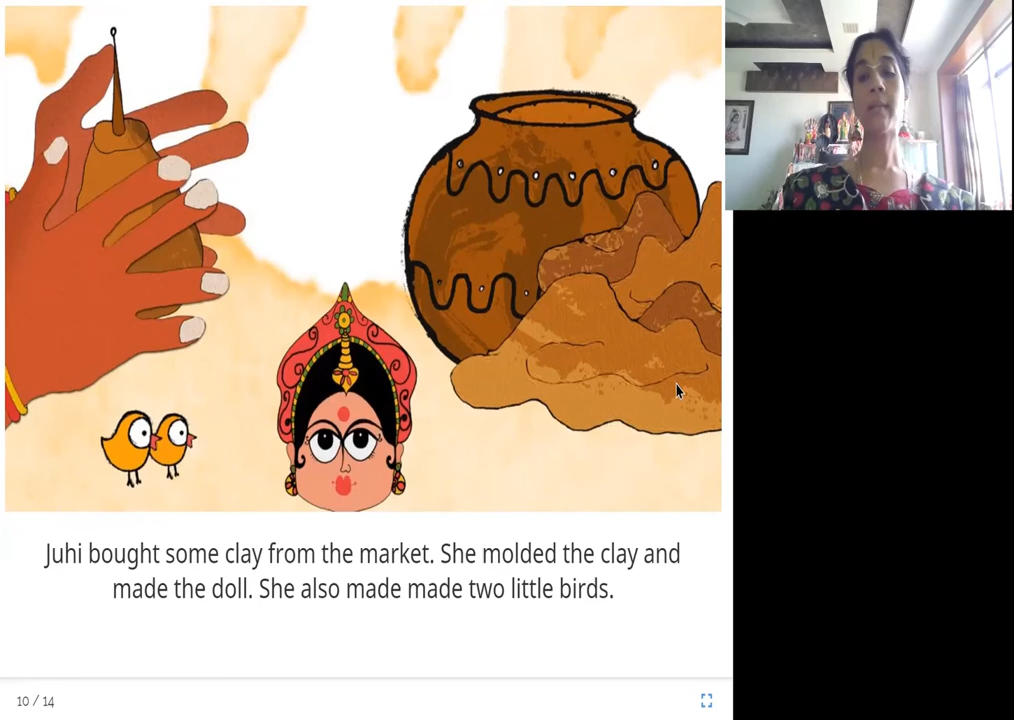 Juhi bought some clay from the market. She molded the clay and
made the doll. She also made made two little birds.
10 / 14